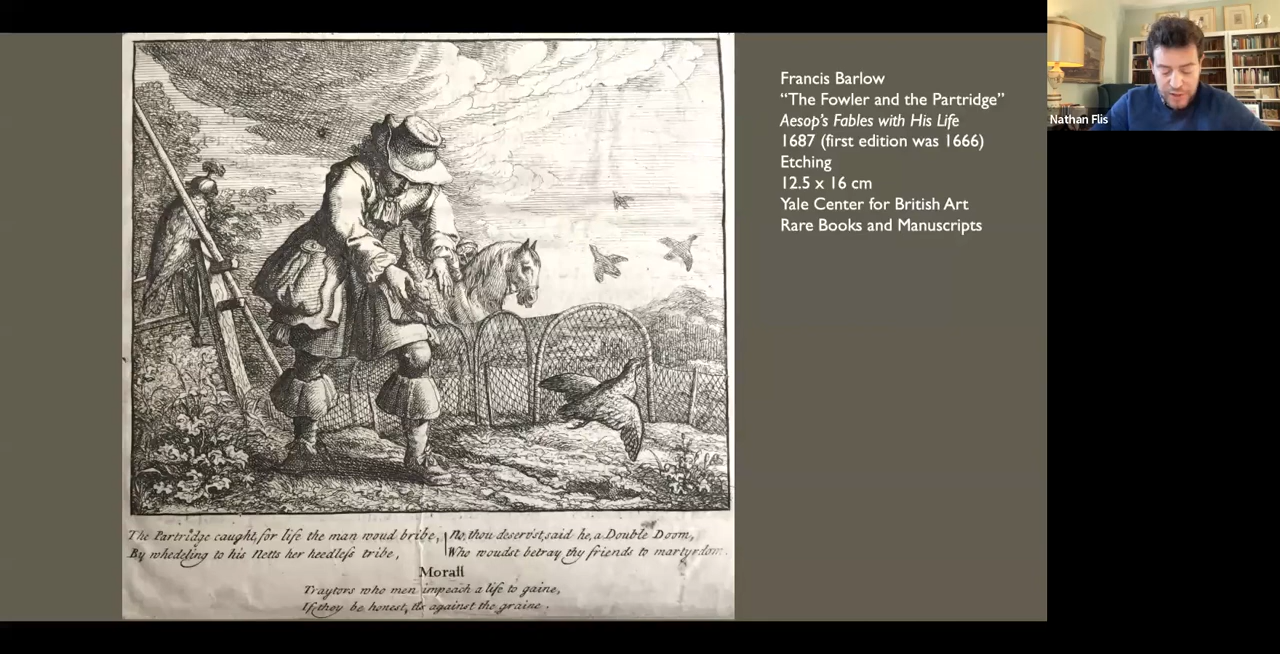 Francis Barlow
“The Fowler and the Partridge”
Aesop’s Fables with His Life
1687 (first edition was 1666)
Etching
12.5 x 16 cm
Yale Center for British Art
Rare Books and Manuscripts
Nathan Flis
The Partridge caught, for life the man woud bribe,
By whedeling to his Netts her heedless tribe,
No, thou deserv'st, said he, a Double Doom,
Who woudst betray thy friends to martyrdom.
Morall
Traytors who men impeach a life to gaine,
If they be honest, tis against the graine.